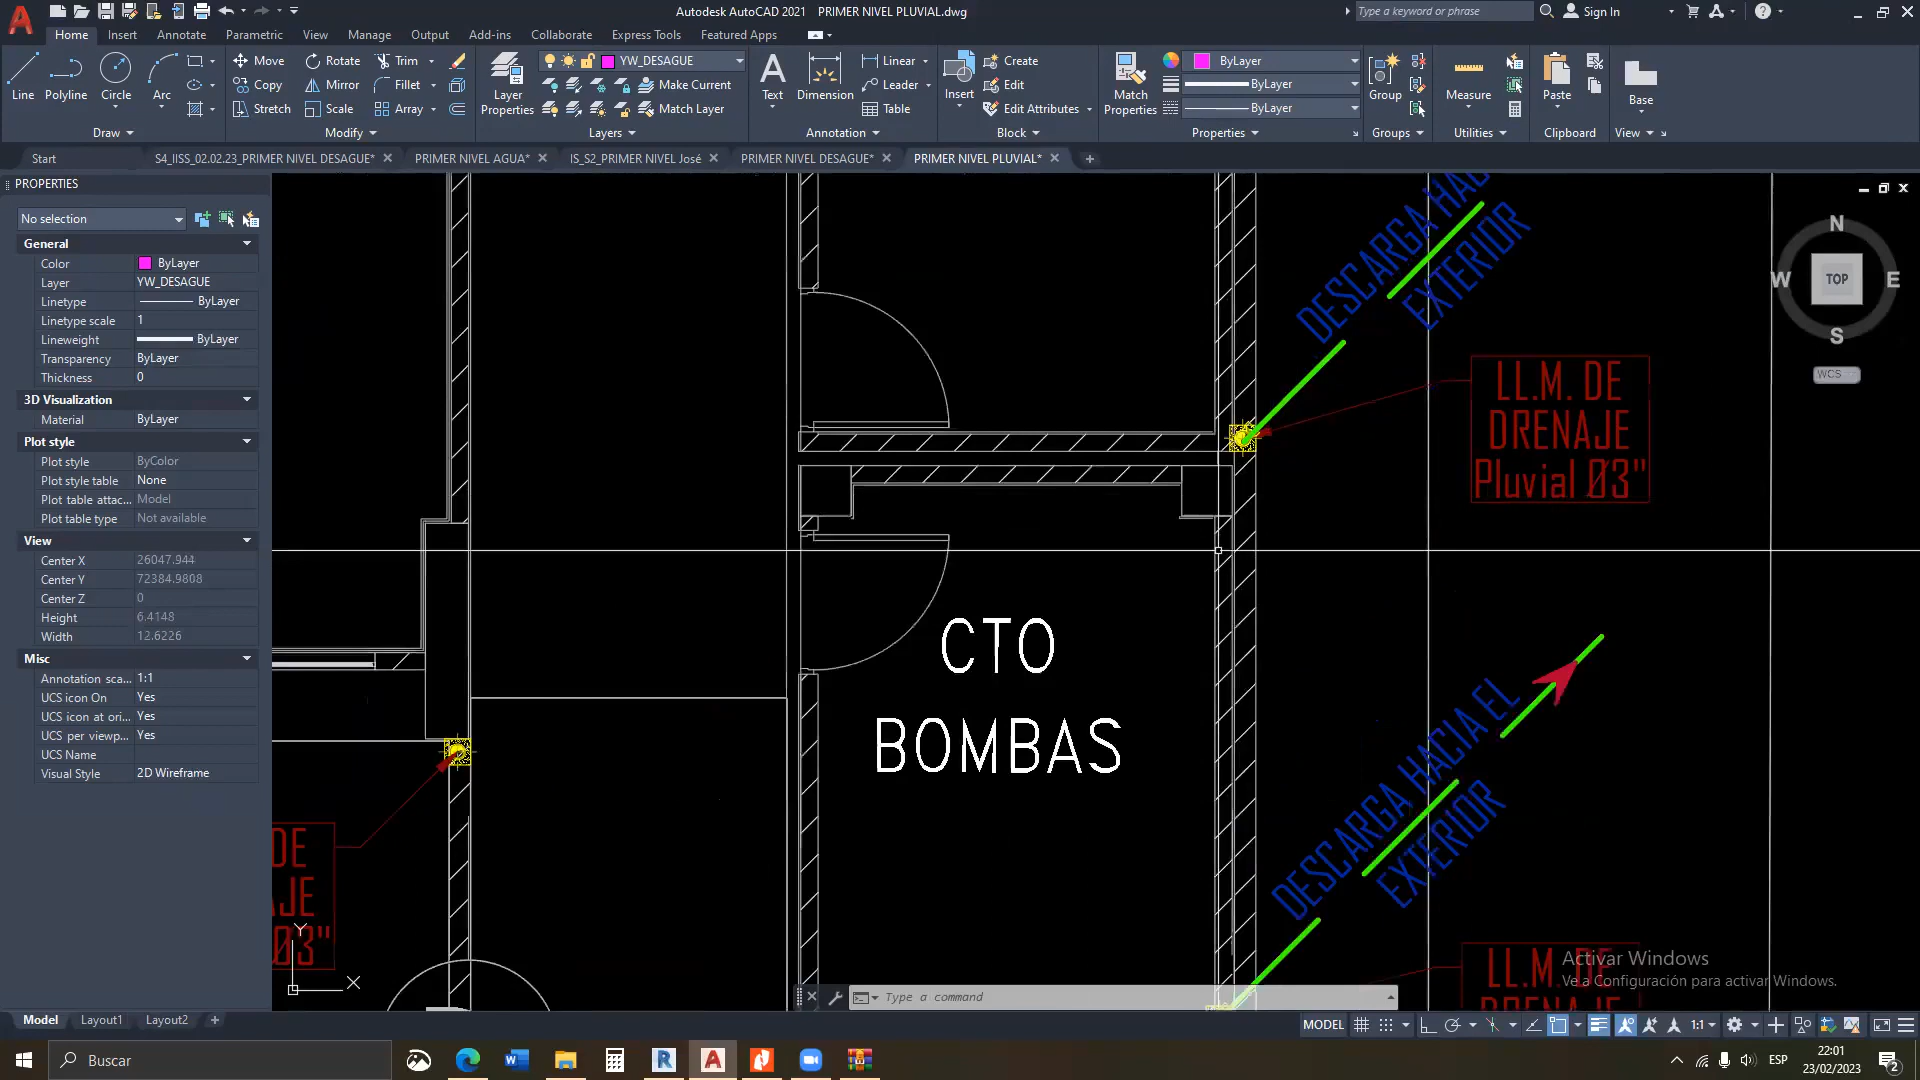 Autodesk AutoCAD 2021 PRIMER NIVEL PLUVIAL.dwg
Type a keyword or phrase
Sign In
Home Insert Annotate Parametric View Manage Output Add-ins Collaborate Express Tools Featured Apps
Line Polyline Circle Arc
Move Rotate Trim
Copy Mirror Fillet
Stretch Scale Array
Layer Properties
YW_DESAGUE
Make Current
Match Layer
Text Dimension
Linear
Leader
Table
Insert
Create
Edit
Edit Attributes
Match Properties
ByLayer
ByLayer
ByLayer
Group Measure Paste Base
Draw Modify Layers Annotation Block Properties Groups Utilities Clipboard View
Start S4_IISS_02.02.23_PRIMER NIVEL DESAGUE* PRIMER NIVEL AGUA* IS_S2_PRIMER NIVEL José PRIMER NIVEL DESAGUE* PRIMER NIVEL PLUVIAL*
PROPERTIES
No selection
General
Color ByLayer
Layer YW_DESAGUE
Linetype ByLayer
Linetype scale 1
Lineweight ByLayer
Transparency ByLayer
Thickness 0
3D Visualization
Material ByLayer
Plot style
Plot style ByColor
Plot style table None
Plot table attac... Model
Plot table type Not available
View
Center X 26047.944
Center Y 72384.9808
Center Z 0
Height 6.4148
Width 12.6226
Misc
Annotation sca... 1:1
UCS icon On Yes
UCS icon at ori... Yes
UCS per viewp... Yes
UCS Name
Visual Style 2D Wireframe
N
W TOP E
S
WCS
DESCARGA HAC
EXTERIOR
LL.M. DE
DRENAJE
Pluvial Ø3"
CTO
BOMBAS
DESCARGA HACIA EL
EXTERIOR
DE
AJE
Ø3"
Y
X
LL.M. DE
DRENAJE
Activar Windows
Ve a Configuración para activar Windows.
Type a command
Model Layout1 Layout2
MODEL 1:1
Buscar
ESP
22:01
23/02/2023
2